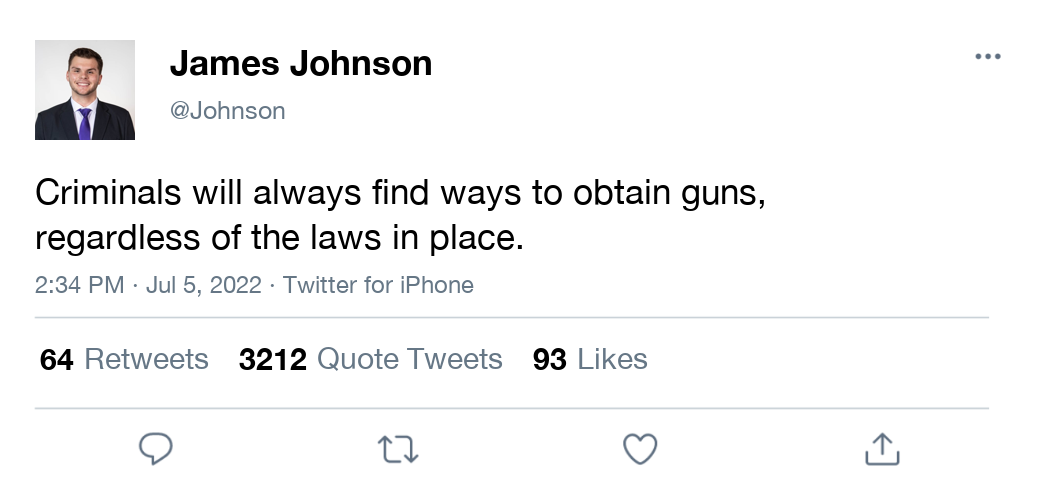 James Johnson
@Johnson
Criminals will always find ways to obtain guns,
regardless of the laws in place.
2:34 PM · Jul 5, 2022 · Twitter for iPhone
64 Retweets 3212 Quote Tweets 93 Likes